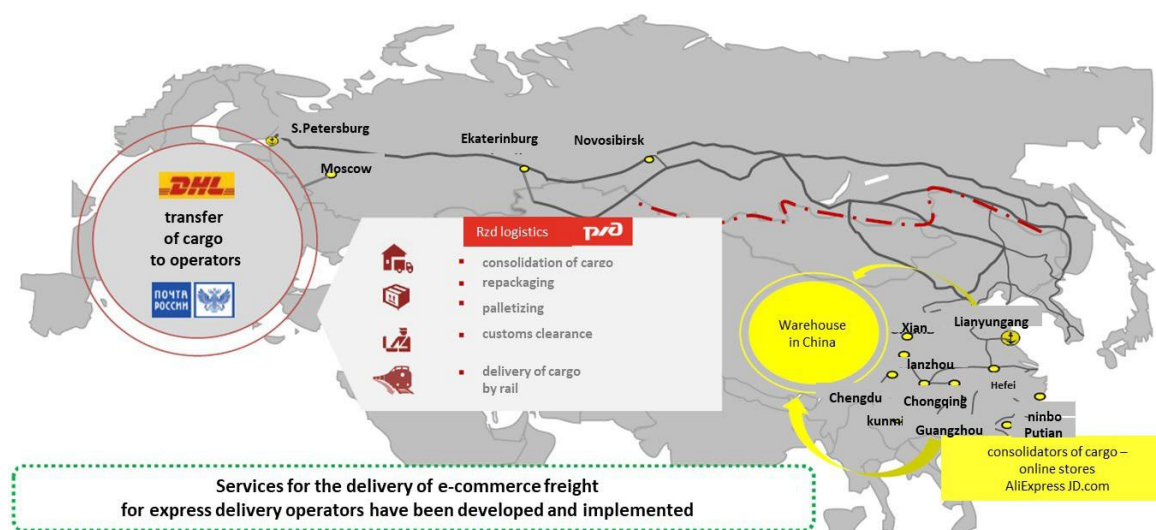 S.Petersburg
Ekaterinburg
Novosibirsk
Moscow
DHL
transfer
of cargo
to operators
ПОЧТА
РОССИИ
Rzd logistics
pжd
consolidation of cargo
repackaging
palletizing
customs clearance
delivery of cargo
by rail
Warehouse
in China
Xian
Lianyungang
lanzhou
Hefei
Chengdu
Chongqing
kunmi
Guangzhou
ninbo
Putian
consolidators of cargo –
online stores
AliExpress JD.com
Services for the delivery of e-commerce freight
for express delivery operators have been developed and implemented